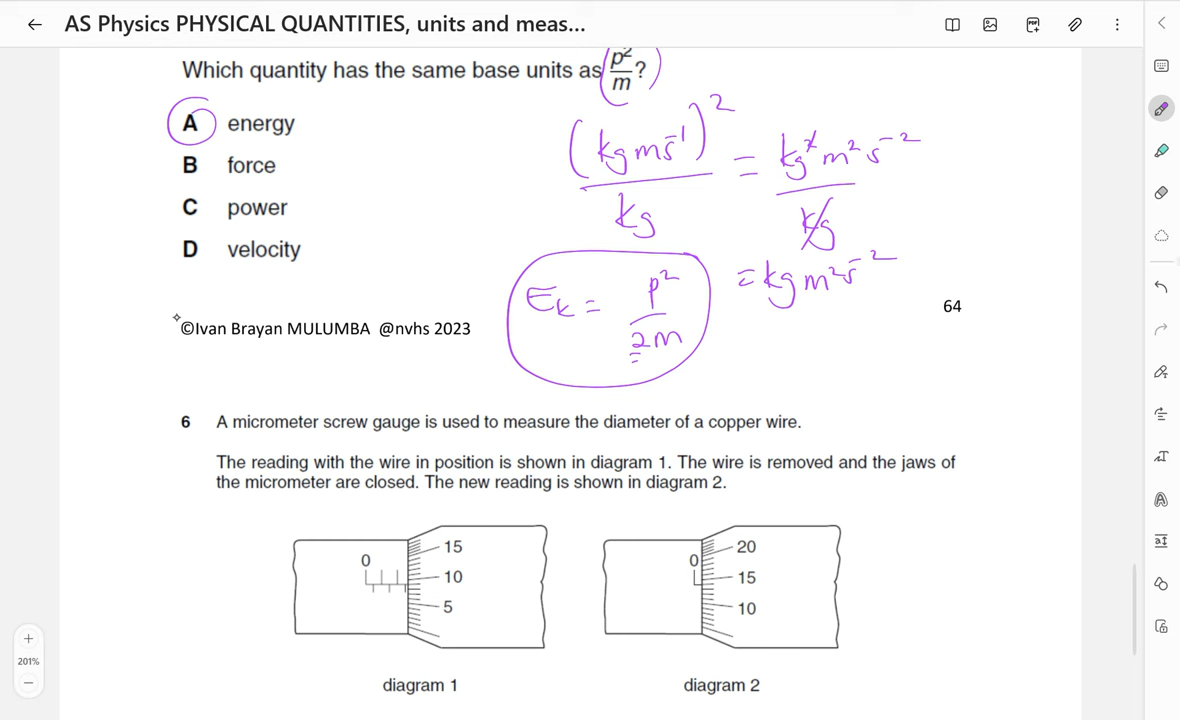 AS Physics PHYSICAL QUANTITIES, units and meas...
Which quantity has the same base units as (p²/m)?
A energy
B force
C power
D velocity
(kg m s⁻¹)² / kg = kg² m² s⁻² / kg
= kg m² s⁻²
E_k = p² / 2m
64
©Ivan Brayan MULUMBA @nvhs 2023
6 A micrometer screw gauge is used to measure the diameter of a copper wire.
The reading with the wire in position is shown in diagram 1. The wire is removed and the jaws of
the micrometer are closed. The new reading is shown in diagram 2.
0 15 10 5
0 20 15 10
diagram 1 diagram 2
201%